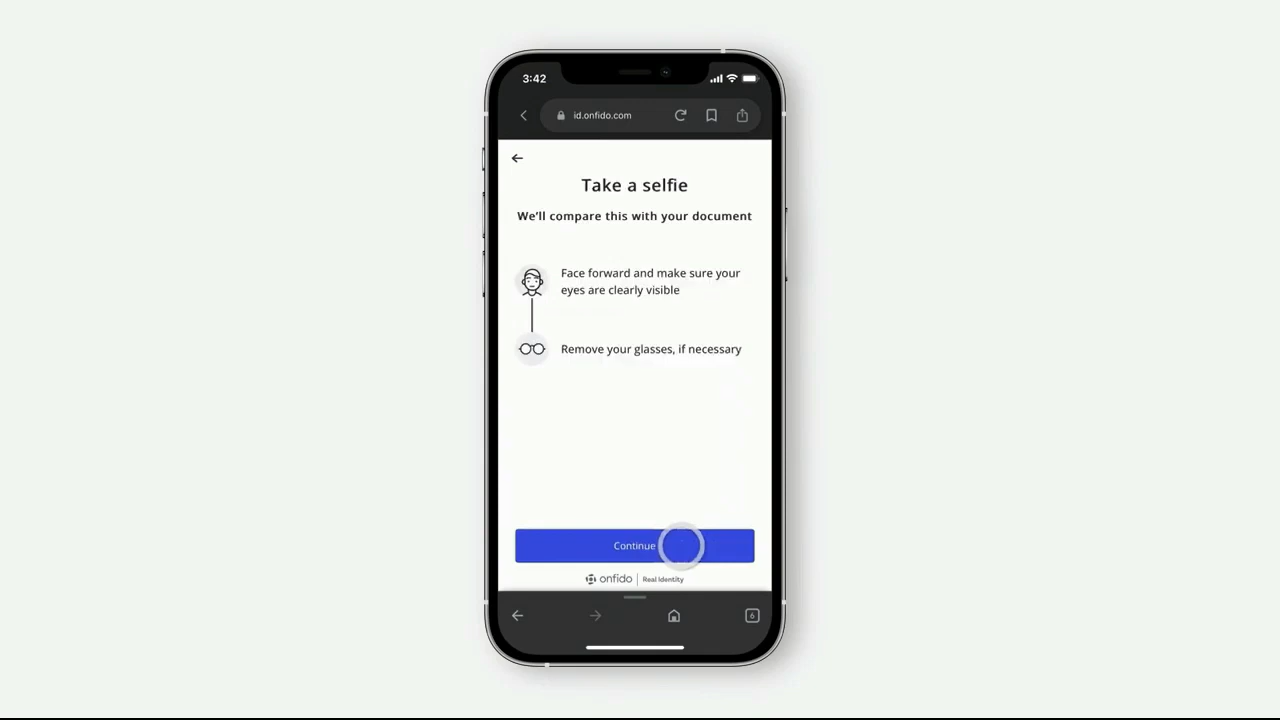 3:42
id.onfido.com
Take a selfie
We'll compare this with your document
Face forward and make sure your
eyes are clearly visible
Remove your glasses, if necessary
Continue
onfido | Real Identity
6